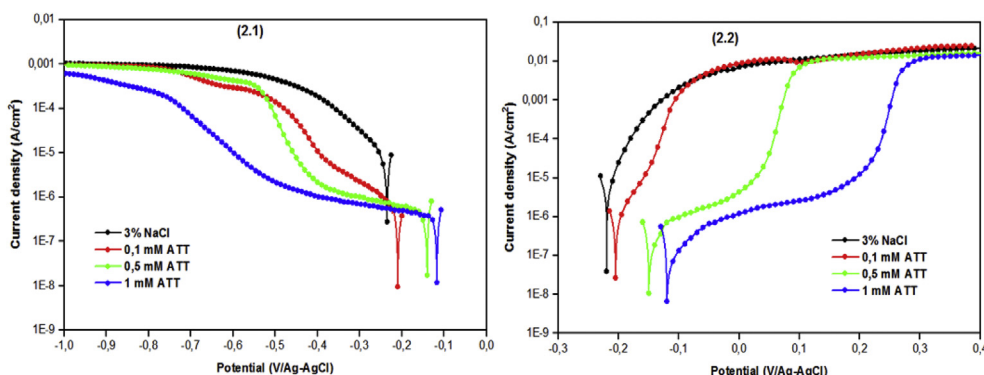 (2.1)
Current density (A/cm²)
0,01
0,001
1E-4
1E-5
1E-6
1E-7
1E-8
1E-9
3% NaCl
0,1 mM ATT
0,5 mM ATT
1 mM ATT
-1,0 -0,9 -0,8 -0,7 -0,6 -0,5 -0,4 -0,3 -0,2 -0,1 0,0
Potential (V/Ag-AgCl)
(2.2)
Current density (A/cm²)
0,1
0,01
0,001
1E-4
1E-5
1E-6
1E-7
1E-8
1E-9
3% NaCl
0,1 mM ATT
0,5 mM ATT
1 mM ATT
-0,3 -0,2 -0,1 0,0 0,1 0,2 0,3 0,4
Potential (V/Ag-AgCl)